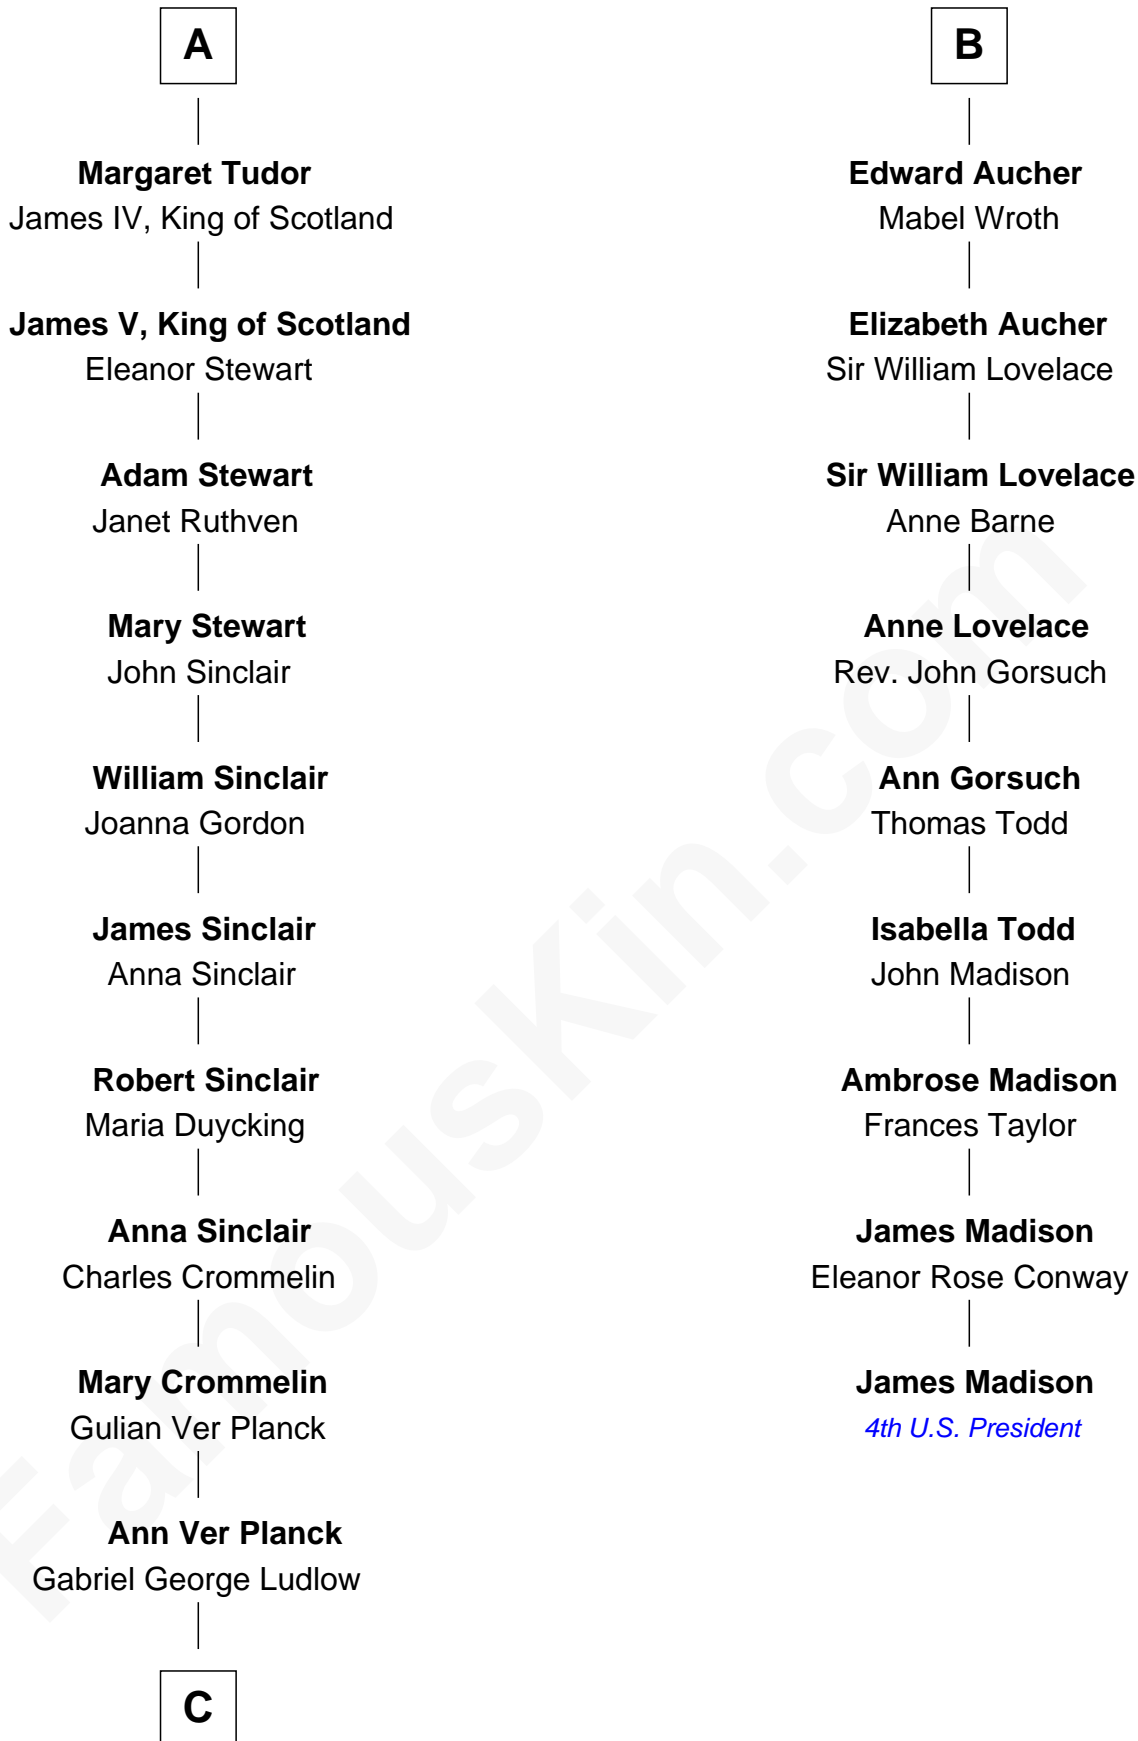 A
Margaret Tudor
James IV, King of Scotland
James V, King of Scotland
Eleanor Stewart
Adam Stewart
Janet Ruthven
Mary Stewart
John Sinclair
William Sinclair
Joanna Gordon
James Sinclair
Anna Sinclair
Robert Sinclair
Maria Duycking
Anna Sinclair
Charles Crommelin
Mary Crommelin
Gulian Ver Planck
Ann Ver Planck
Gabriel George Ludlow
C
B
Edward Aucher
Mabel Wroth
Elizabeth Aucher
Sir William Lovelace
Sir William Lovelace
Anne Barne
Anne Lovelace
Rev. John Gorsuch
Ann Gorsuch
Thomas Todd
Isabella Todd
John Madison
Ambrose Madison
Frances Taylor
James Madison
Eleanor Rose Conway
James Madison
4th U.S. President
FamousKin.com